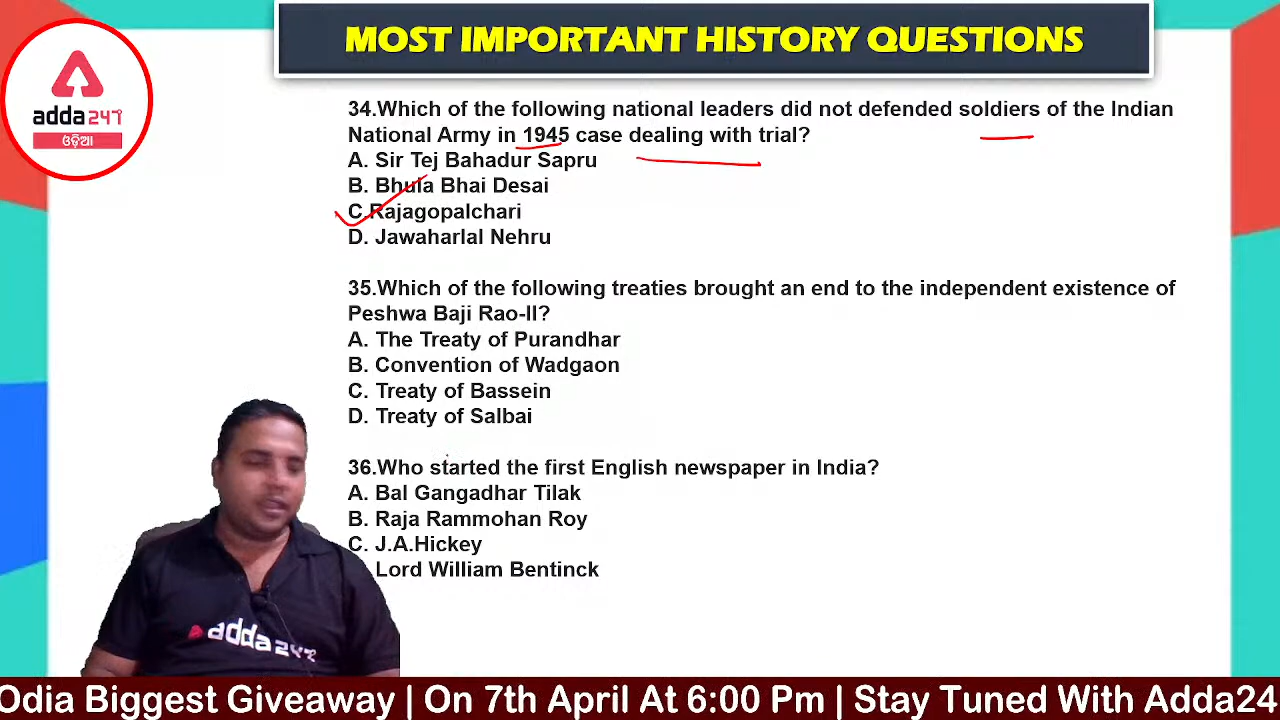 MOST IMPORTANT HISTORY QUESTIONS
adda247
ଓଡ଼ିଆ
34.Which of the following national leaders did not defended soldiers of the Indian
National Army in 1945 case dealing with trial?
A. Sir Tej Bahadur Sapru
B. Bhula Bhai Desai
C.Rajagopalchari
D. Jawaharlal Nehru
35.Which of the following treaties brought an end to the independent existence of
Peshwa Baji Rao-II?
A. The Treaty of Purandhar
B. Convention of Wadgaon
C. Treaty of Bassein
D. Treaty of Salbai
36.Who started the first English newspaper in India?
A. Bal Gangadhar Tilak
B. Raja Rammohan Roy
C. J.A.Hickey
Lord William Bentinck
adda247
Odia Biggest Giveaway | On 7th April At 6:00 Pm | Stay Tuned With Adda24